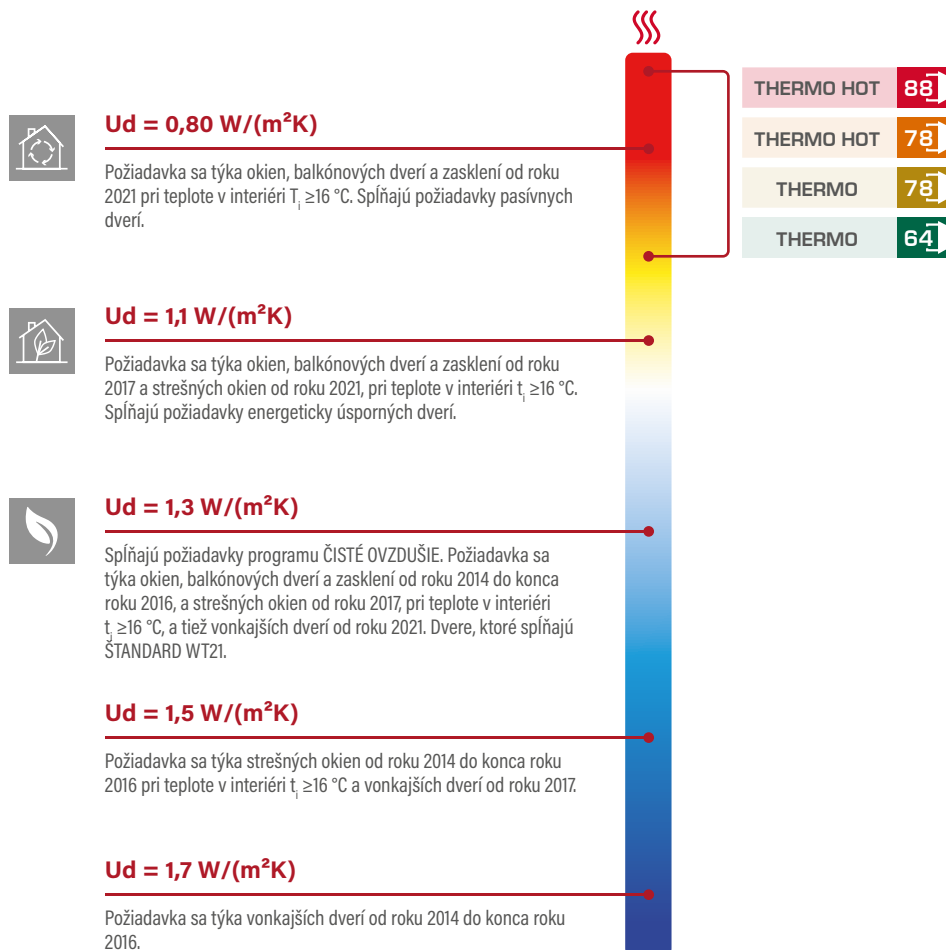 Ud = 0,80 W/(m²K)
Požiadavka sa týka okien, balkónových dverí a zasklení od roku
2021 pri teplote v interiéri Tᵢ ≥16 °C. Spĺňajú požiadavky pasívnych
dverí.
Ud = 1,1 W/(m²K)
Požiadavka sa týka okien, balkónových dverí a zasklení od roku
2017 a strešných okien od roku 2021, pri teplote v interiéri tᵢ ≥16 °C.
Spĺňajú požiadavky energeticky úsporných dverí.
Ud = 1,3 W/(m²K)
Spĺňajú požiadavky programu ČISTÉ OVZDUŠIE. Požiadavka sa
týka okien, balkónových dverí a zasklení od roku 2014 do konca
roku 2016, a strešných okien od roku 2017, pri teplote v interiéri
tⱼ ≥16 °C, a tiež vonkajších dverí od roku 2021. Dvere, ktoré spĺňajú
ŠTANDARD WT21.
Ud = 1,5 W/(m²K)
Požiadavka sa týka strešných okien od roku 2014 do konca roku
2016 pri teplote v interiéri tᵢ ≥16 °C a vonkajších dverí od roku 2017.
Ud = 1,7 W/(m²K)
Požiadavka sa týka vonkajších dverí od roku 2014 do konca roku
2016.
THERMO HOT 88
THERMO HOT 78
THERMO 78
THERMO 64